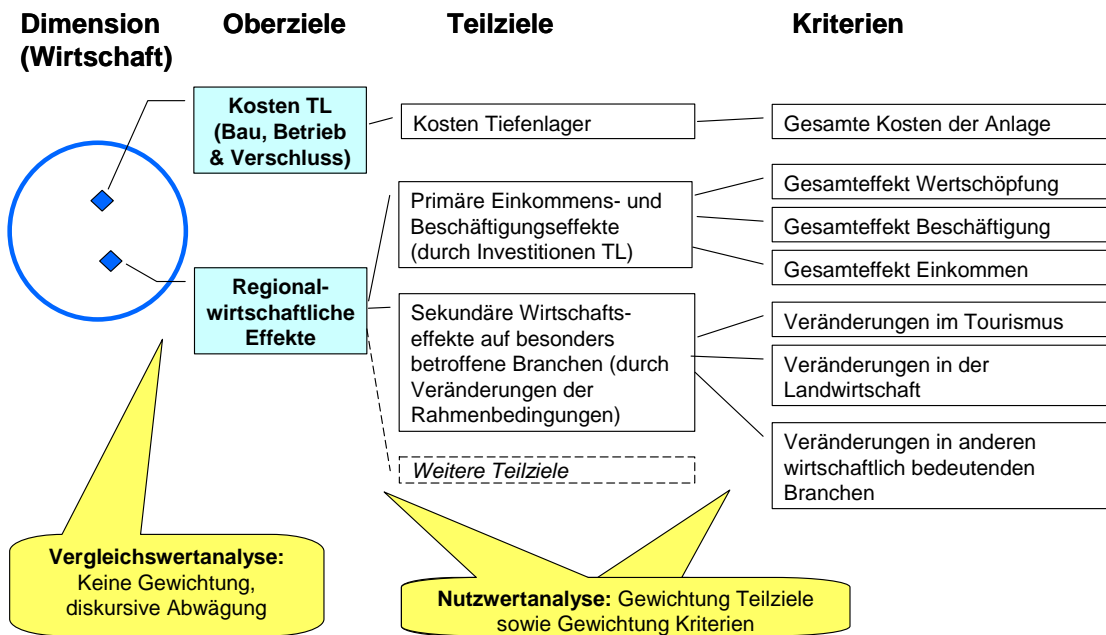 Dimension
(Wirtschaft)
Oberziele
Teilziele
Kriterien
Kosten TL
(Bau, Betrieb
& Verschluss)
Kosten Tiefenlager
Gesamte Kosten der Anlage
Regional-
wirtschaftliche
Effekte
Primäre Einkommens- und
Beschäftigungseffekte
(durch Investitionen TL)
Gesamteffekt Wertschöpfung
Gesamteffekt Beschäftigung
Gesamteffekt Einkommen
Sekundäre Wirtschafts-
effekte auf besonders
betroffene Branchen (durch
Veränderungen der
Rahmenbedingungen)
Veränderungen im Tourismus
Veränderungen in der
Landwirtschaft
Veränderungen in anderen
wirtschaftlich bedeutenden
Branchen
Weitere Teilziele
Vergleichswertanalyse:
Keine Gewichtung,
diskursive Abwägung
Nutzwertanalyse: Gewichtung Teilziele
sowie Gewichtung Kriterien